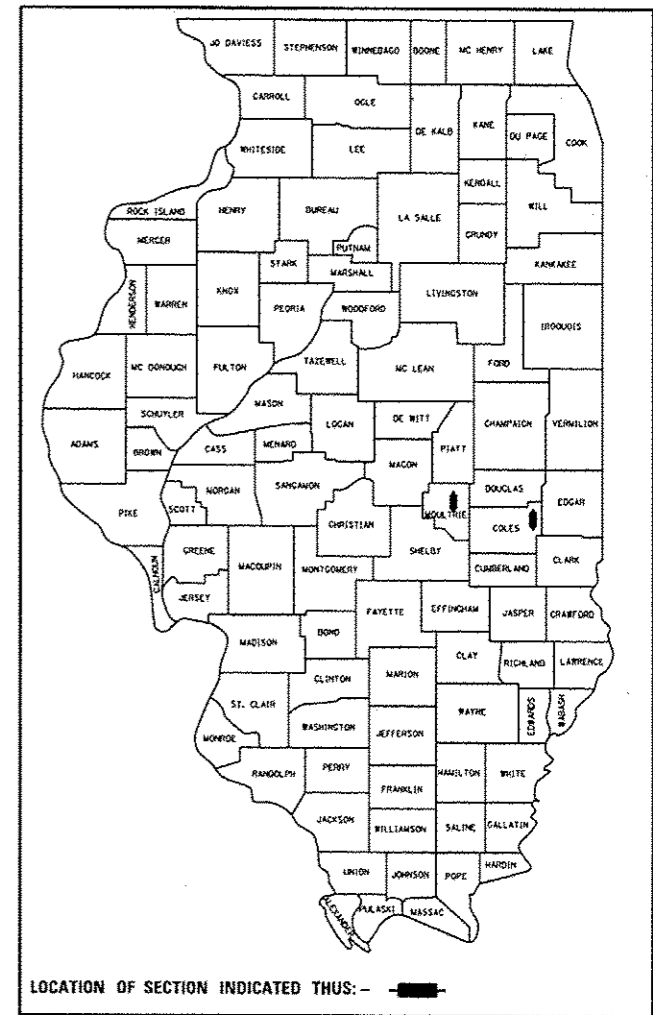 JO DAVIESS STEPHENSON WINNEBAGO BOONE MC HENRY LAKE
CARROLL OGLE
DE KALB KANE DU PAGE COOK
WHITESIDE LEE
KENDALL WILL
ROCK ISLAND HENRY BUREAU LA SALLE
GRUNDY
MERCER PUTNAM
STARK MARSHALL KANKAKEE
HENDERSON WARREN KNOX PEORIA WOODFORD LIVINGSTON IROQUOIS
HANCOCK MC DONOUGH FULTON TAZEWELL MC LEAN FORD
MASON
SCHUYLER LOGAN DE WITT CHAMPAIGN VERMILION
ADAMS BROWN CASS MENARD PIATT
MACON
PIKE SCOTT MORGAN SANGAMON DOUGLAS EDGAR
CHRISTIAN MOULTRIE COLES
CALHOUN GREENE MACOUPIN MONTGOMERY SHELBY CUMBERLAND CLARK
JERSEY
FAYETTE EFFINGHAM JASPER CRAWFORD
MADISON BOND
CLAY RICHLAND LAWRENCE
CLINTON MARION
ST. CLAIR WAYNE EDWARDS WABASH
MONROE WASHINGTON JEFFERSON
RANDOLPH PERRY HAMILTON WHITE
FRANKLIN
JACKSON WILLIAMSON SALINE GALLATIN
UNION JOHNSON POPE HARDIN
ALEXANDER PULASKI MASSAC
LOCATION OF SECTION INDICATED THUS: -